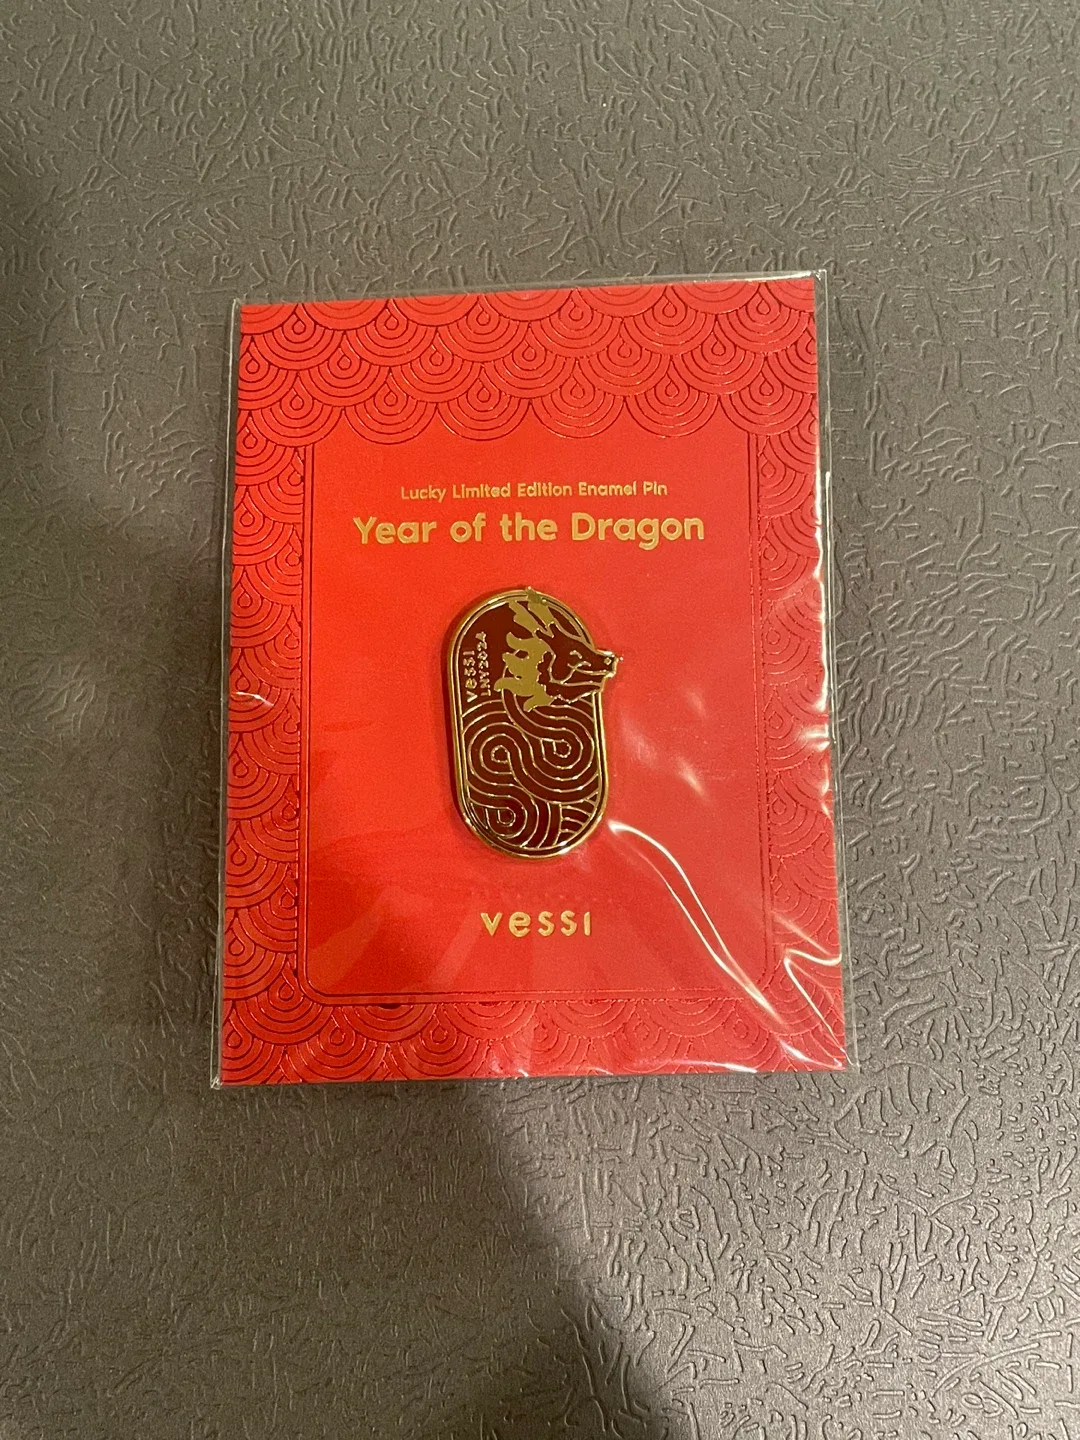 Lucky Limited Edition Enamel Pin
Year of the Dragon
vessi
LNY2024
vessi